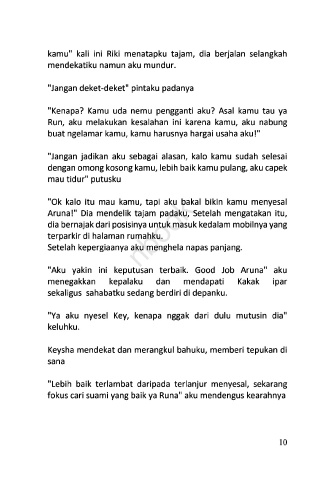 kamu" kali ini Riki menatapku tajam, dia berjalan selangkah
mendekatiku namun aku mundur.
"Jangan deket-deket" pintaku padanya
"Kenapa? Kamu uda nemu pengganti aku? Asal kamu tau ya
Run, aku melakukan kesalahan ini karena kamu, aku nabung
buat ngelamar kamu, kamu harusnya hargai usaha aku!"
"Jangan jadikan aku sebagai alasan, kalo kamu sudah selesai
dengan omong kosong kamu, lebih baik kamu pulang, aku capek
mau tidur" putusku
"Ok kalo itu mau kamu, tapi aku bakal bikin kamu menyesal
Aruna!" Dia mendelik tajam padaku, Setelah mengatakan itu,
dia bernajak dari posisinya untuk masuk kedalam mobilnya yang
terparkir di halaman rumahku.
Setelah kepergiaanya aku menghela napas panjang.
"Aku yakin ini keputusan terbaik. Good Job Aruna" aku
menegakkan kepalaku dan mendapati Kakak ipar
sekaligus sahabatku sedang berdiri di depanku.
"Ya aku nyesel Key, kenapa nggak dari dulu mutusin dia"
keluhku.
Keysha mendekat dan merangkul bahuku, memberi tepukan di
sana
"Lebih baik terlambat daripada terlanjur menyesal, sekarang
fokus cari suami yang baik ya Runa" aku mendengus kearahnya
10